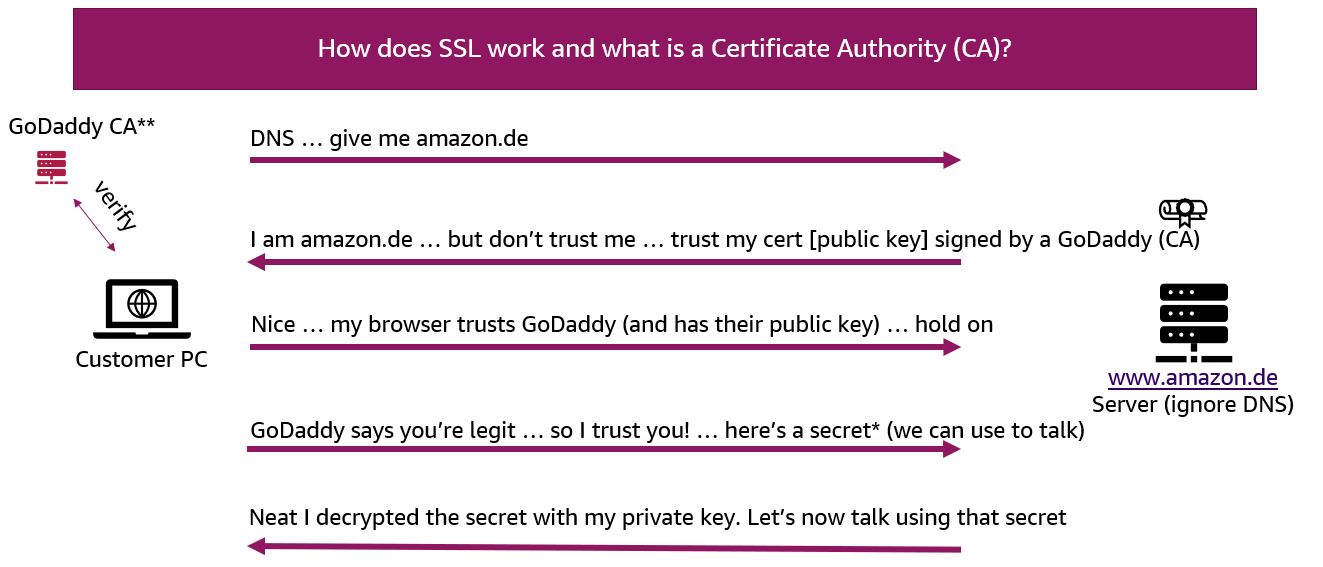 How does SSL work and what is a Certificate Authority (CA)?
GoDaddy CA**
verify
Customer PC
DNS … give me amazon.de
I am amazon.de … but don’t trust me … trust my cert [public key] signed by a GoDaddy (CA)
Nice … my browser trusts GoDaddy (and has their public key) … hold on
GoDaddy says you’re legit … so I trust you! … here’s a secret* (we can use to talk)
Neat I decrypted the secret with my private key. Let’s now talk using that secret
www.amazon.de
Server (ignore DNS)